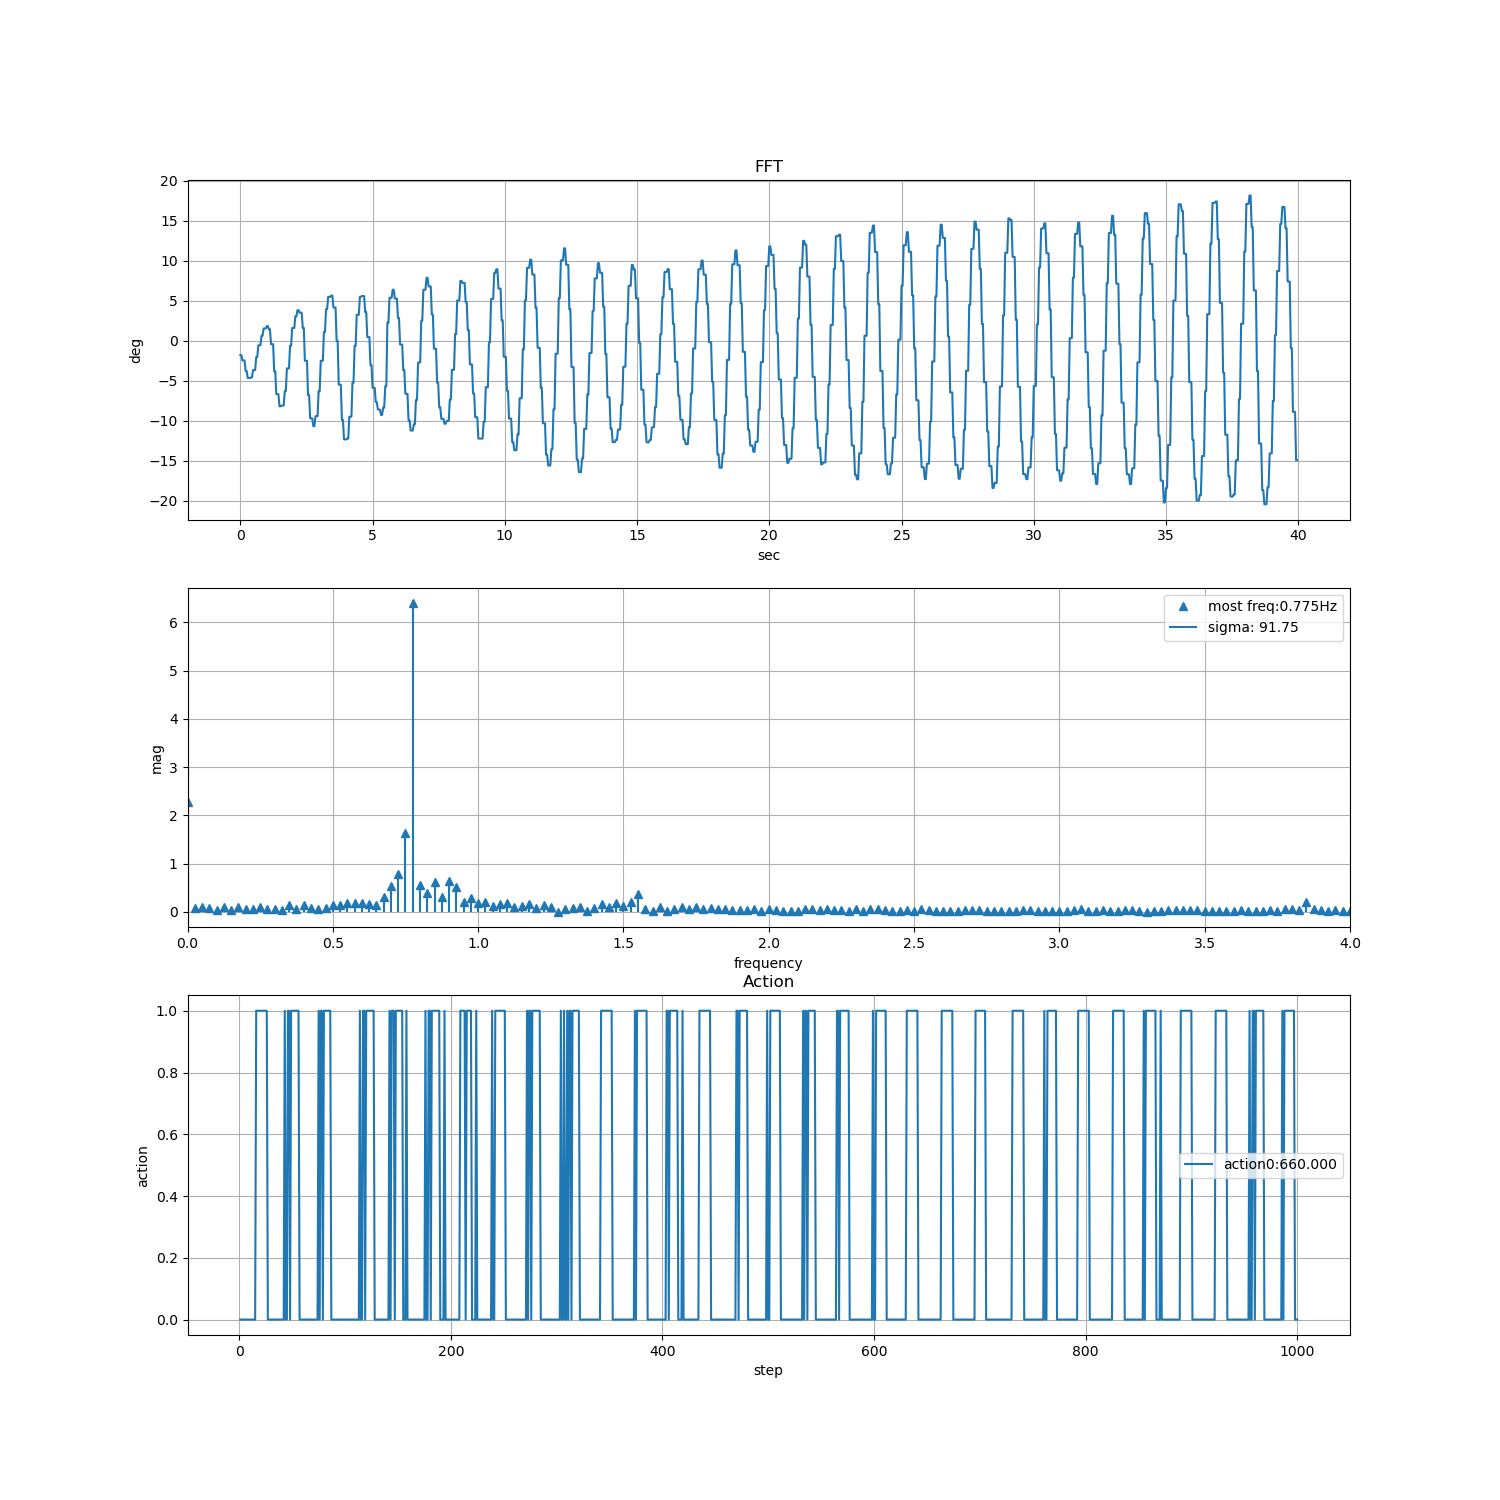 FFT
20
15
10
5
0
−5
−10
−15
−20
deg
0 5 10 15 20 25 30 35 40
sec
6
5
4
3
2
1
0
mag
most freq:0.775Hz
sigma: 91.75
0.0 0.5 1.0 1.5 2.0 2.5 3.0 3.5 4.0
frequency
Action
1.0
0.8
0.6
0.4
0.2
0.0
action
action0:660.000
0 200 400 600 800 1000
step